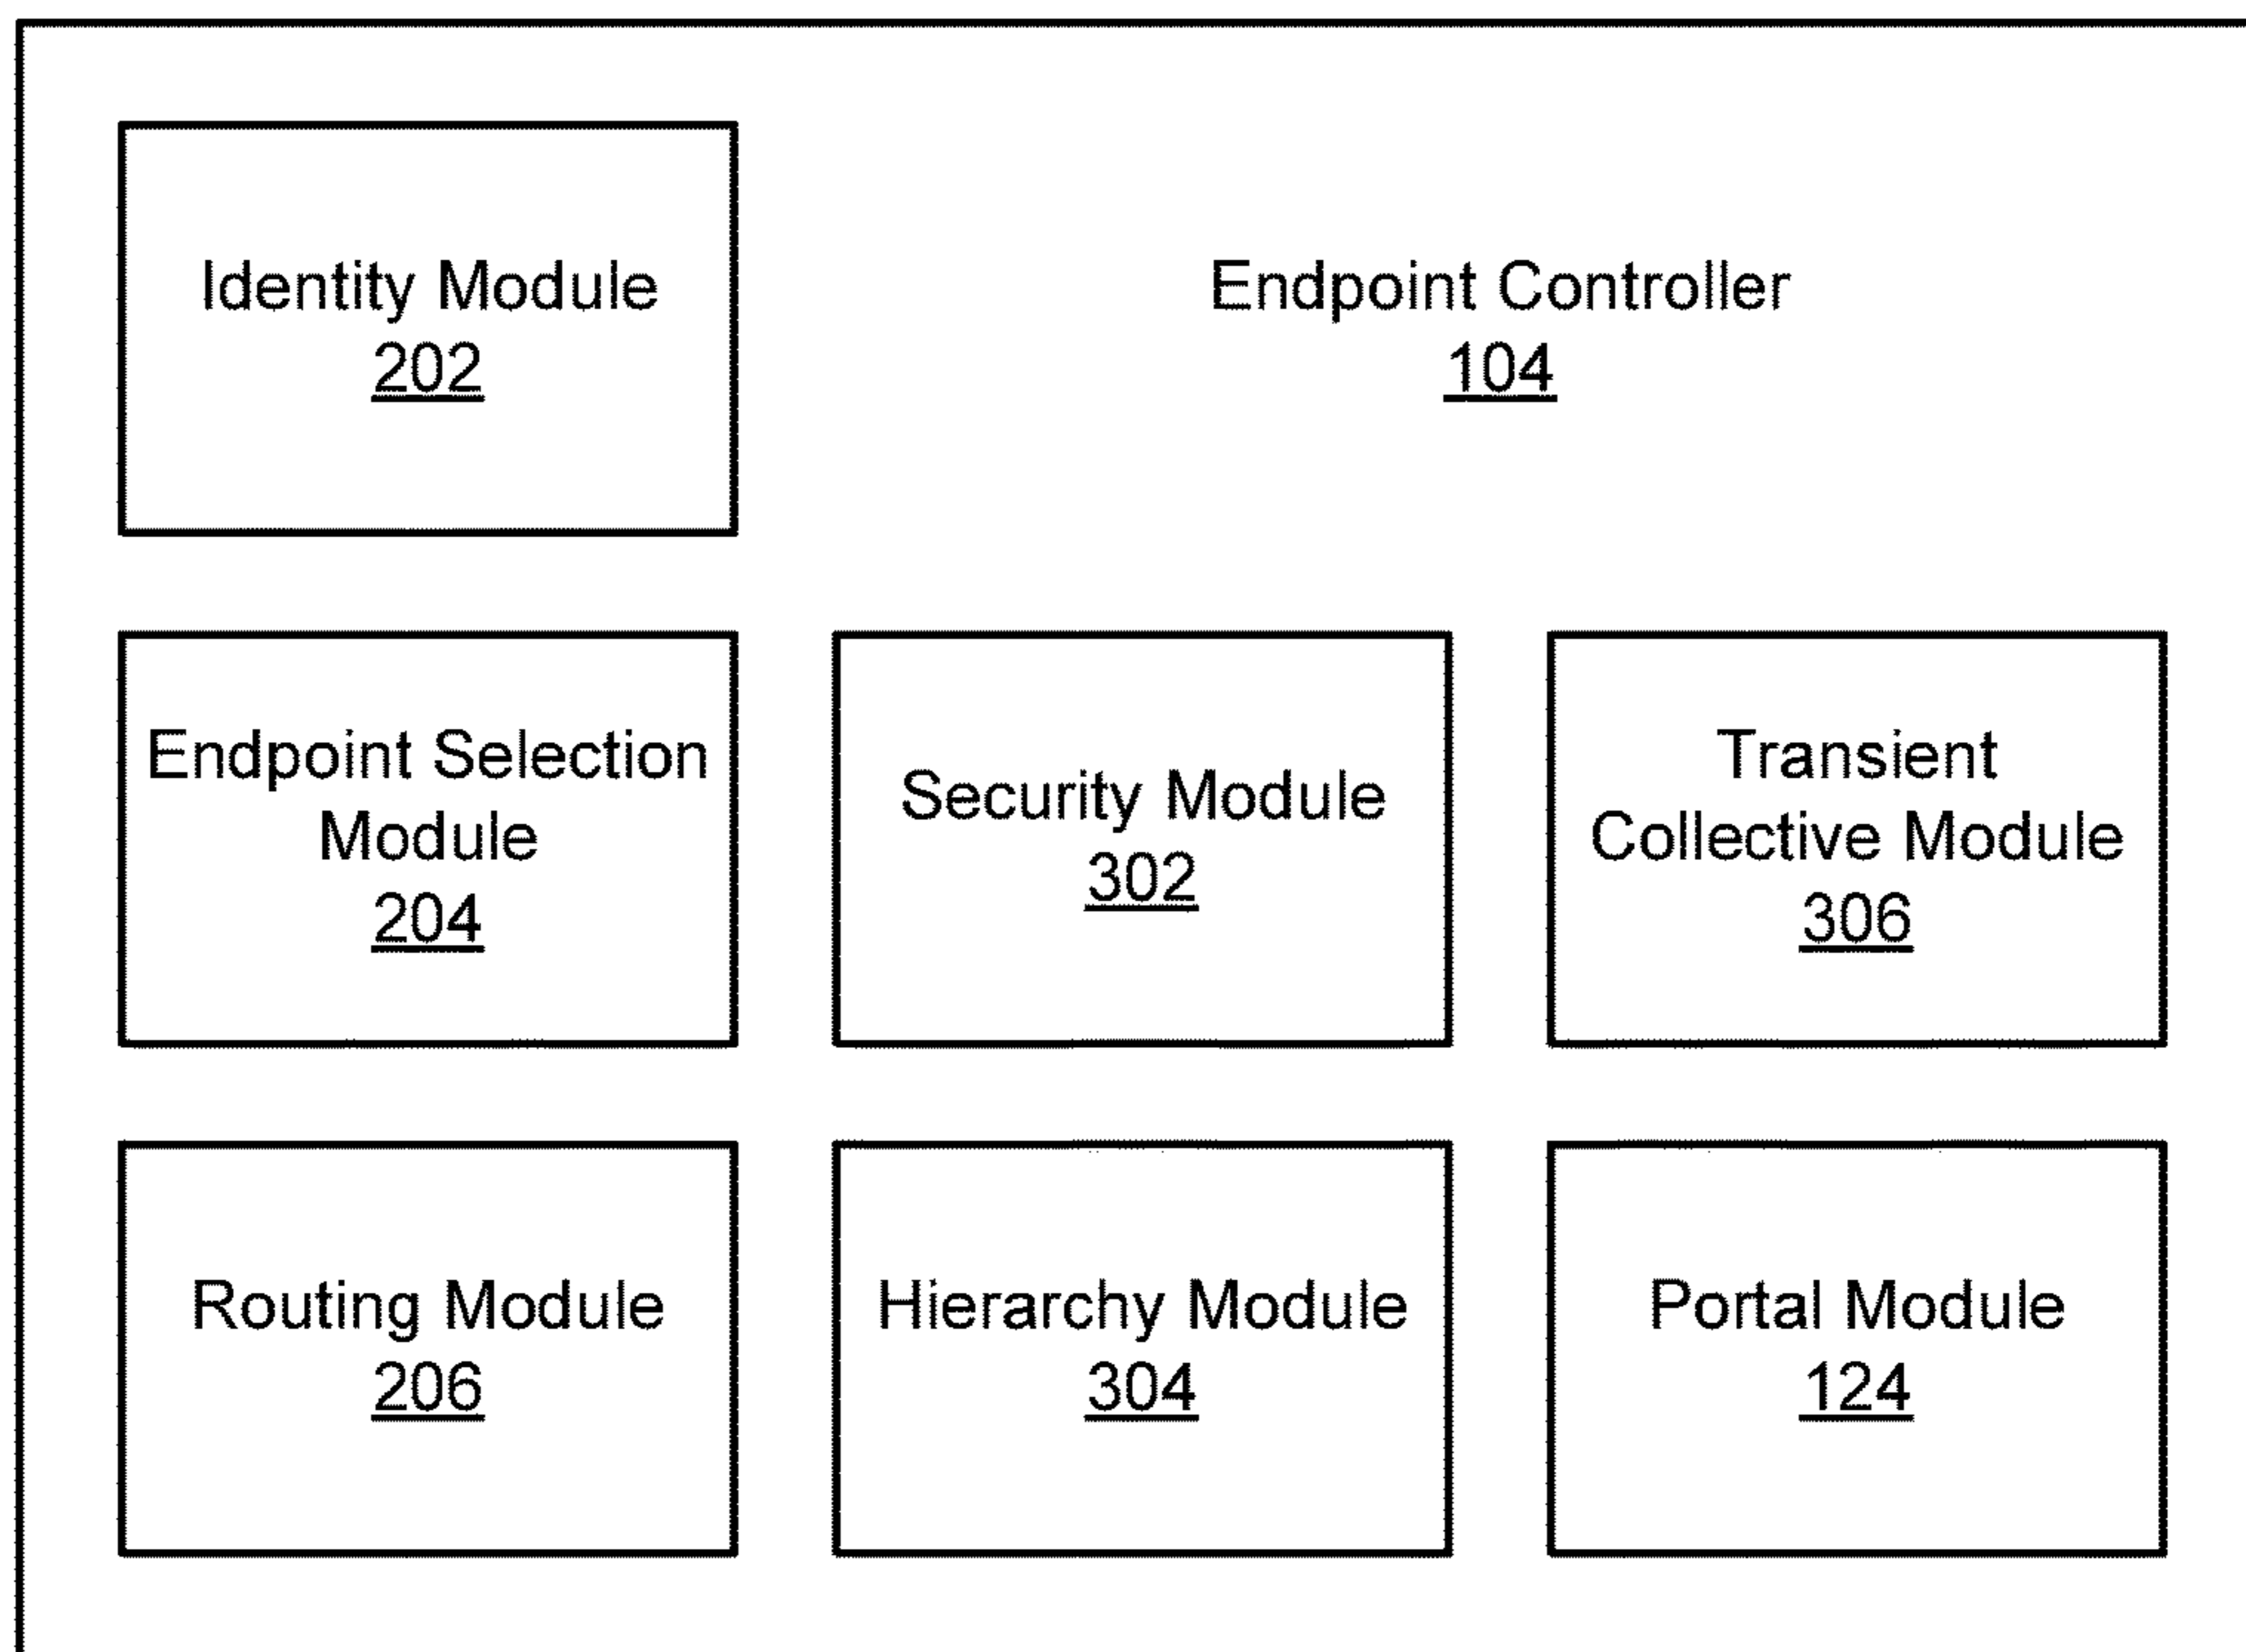 Identity Module
202
Endpoint Controller
104
Endpoint Selection
Module
204
Security Module
302
Transient
Collective Module
306
Routing Module
206
Hierarchy Module
304
Portal Module
124